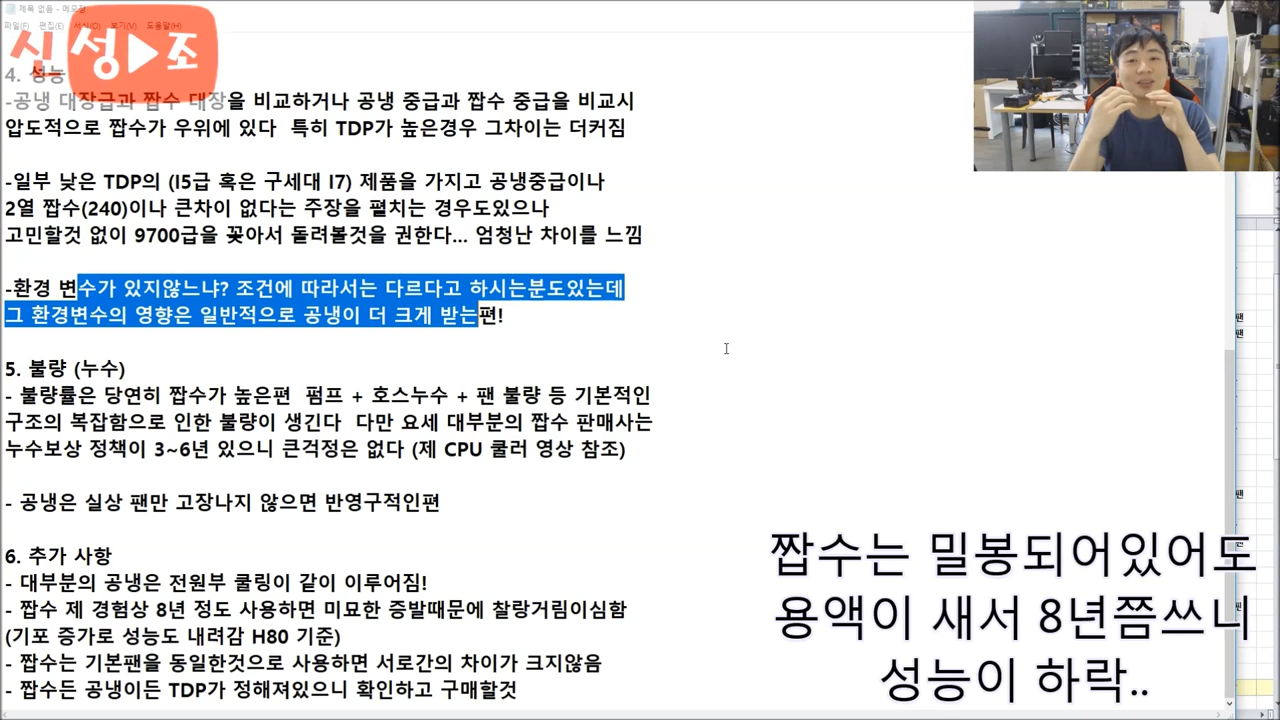 제목 없음 - 메모장
파일(F) 편집(E) 서식(O) 보기(V) 도움말(H)
신성조
4. 성능
-공냉 대장급과 짭수 대장을 비교하거나 공냉 중급과 짭수 중급을 비교시
압도적으로 짭수가 우위에 있다 특히 TDP가 높은경우 그차이는 더커짐
-일부 낮은 TDP의 (I5급 혹은 구세대 I7) 제품을 가지고 공냉중급이나
2열 짭수(240)이나 큰차이 없다는 주장을 펼치는 경우도있으나
고민할것 없이 9700급을 꽂아서 돌려볼것을 권한다... 엄청난 차이를 느낌
-환경 변수가 있지않느냐? 조건에 따라서는 다르다고 하시는분도있는데
그 환경변수의 영향은 일반적으로 공냉이 더 크게 받는편!
5. 불량 (누수)
- 불량률은 당연히 짭수가 높은편 펌프 + 호스누수 + 팬 불량 등 기본적인
구조의 복잡함으로 인한 불량이 생긴다 다만 요세 대부분의 짭수 판매사는
누수보상 정책이 3~6년 있으니 큰걱정은 없다 (제 CPU 쿨러 영상 참조)
- 공냉은 실상 팬만 고장나지 않으면 반영구적인편
6. 추가 사항
- 대부분의 공냉은 전원부 쿨링이 같이 이루어짐!
- 짭수 제 경험상 8년 정도 사용하면 미묘한 증발때문에 찰랑거림이심함
(기포 증가로 성능도 내려감 H80 기준)
- 짭수는 기본팬을 동일한것으로 사용하면 서로간의 차이가 크지않음
- 짭수든 공냉이든 TDP가 정해져있으니 확인하고 구매할것
짭수는 밀봉되어있어도
용액이 새서 8년쯤쓰니
성능이 하락..